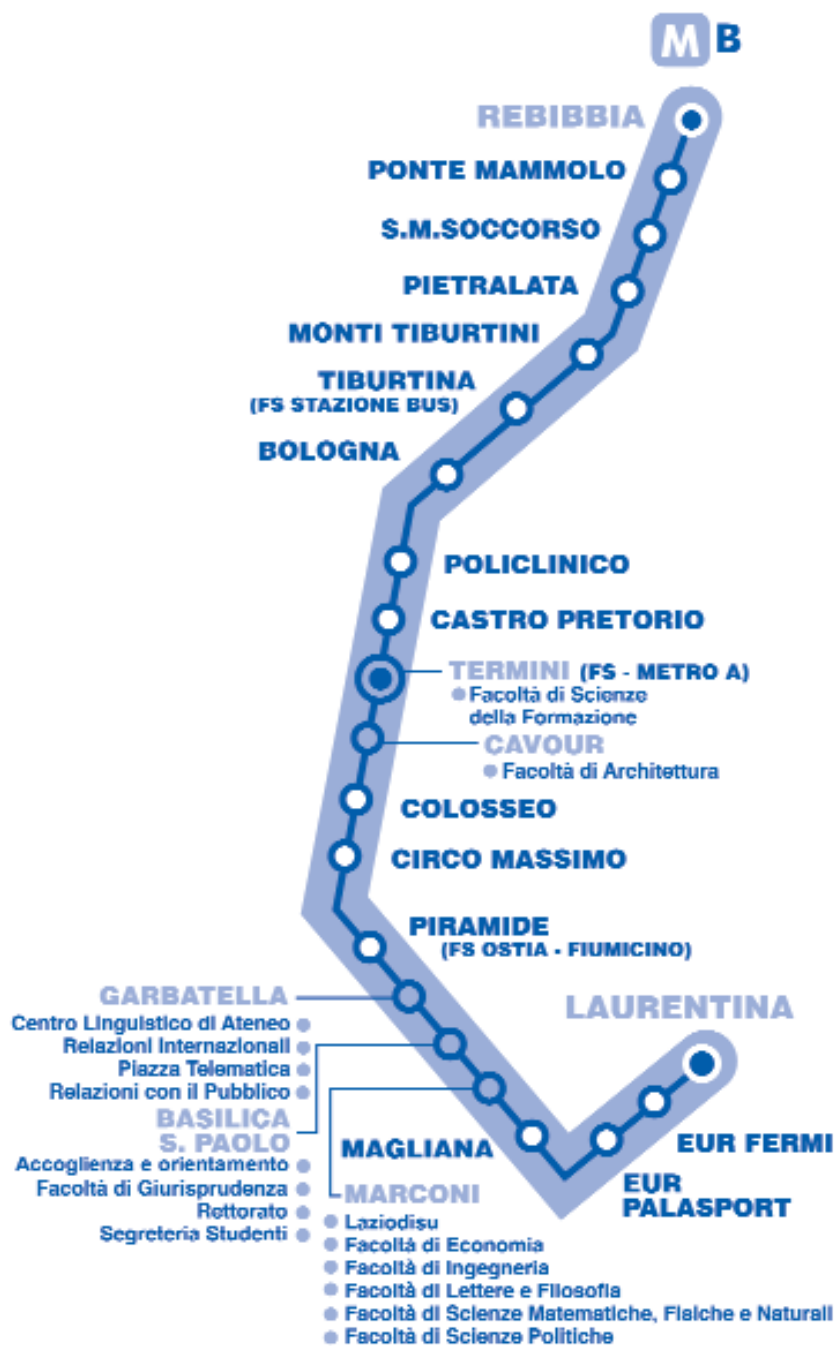 M B
REBIBBIA
PONTE MAMMOLO
S.M.SOCCORSO
PIETRALATA
MONTI TIBURTINI
TIBURTINA
(FS STAZIONE BUS)
BOLOGNA
POLICLINICO
CASTRO PRETORIO
TERMINI (FS - METRO A)
Facoltà di Scienze
della Formazione
CAVOUR
Facoltà di Architettura
COLOSSEO
CIRCO MASSIMO
PIRAMIDE
(FS OSTIA - FIUMICINO)
GARBATELLA
Centro Linguistico di Ateneo
Relazioni Internazionali
Piazza Telematica
Relazioni con il Pubblico
BASILICA
S. PAOLO
Accoglienza e orientamento
Facoltà di Giurisprudenza
Rettorato
Segreteria Studenti
MARCONI
Laziodisu
Facoltà di Economia
Facoltà di Ingegneria
Facoltà di Lettere e Filosofia
Facoltà di Scienze Matematiche, Fisiche e Naturali
Facoltà di Scienze Politiche
MAGLIANA
EUR
PALASPORT
EUR FERMI
LAURENTINA